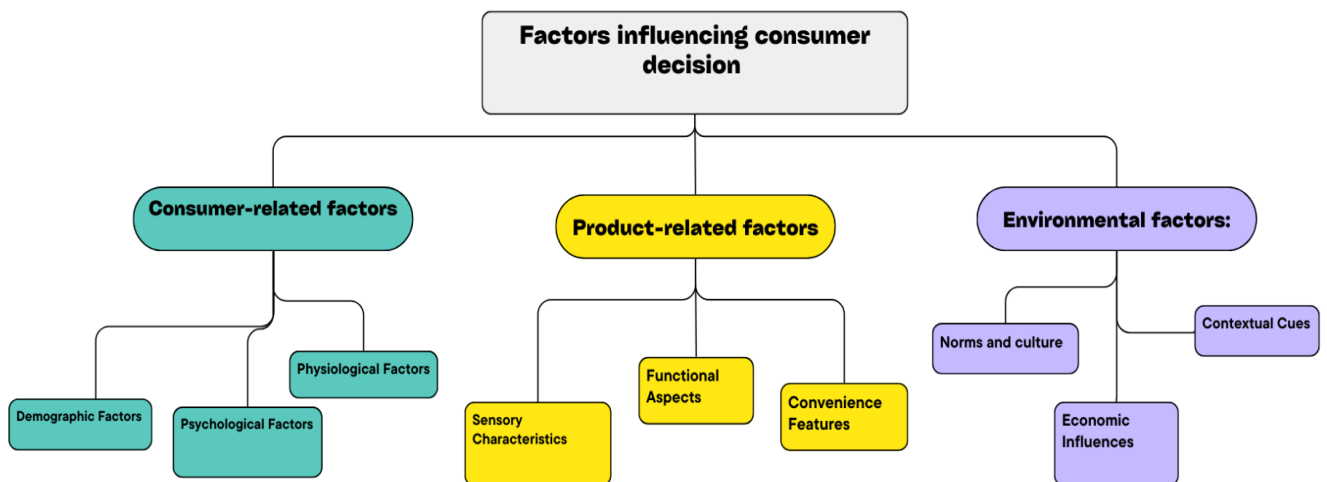 Factors influencing consumer
decision
Consumer-related factors
Product-related factors
Environmental factors:
Demographic Factors
Psychological Factors
Physiological Factors
Sensory
Characteristics
Functional
Aspects
Convenience
Features
Norms and culture
Economic
Influences
Contextual Cues